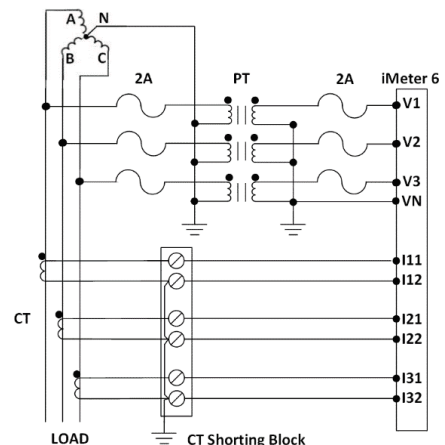 A N
B C
2A PT 2A iMeter 6
V1
V2
V3
VN
I11
I12
CT
I21
I22
I31
I32
LOAD CT Shorting Block